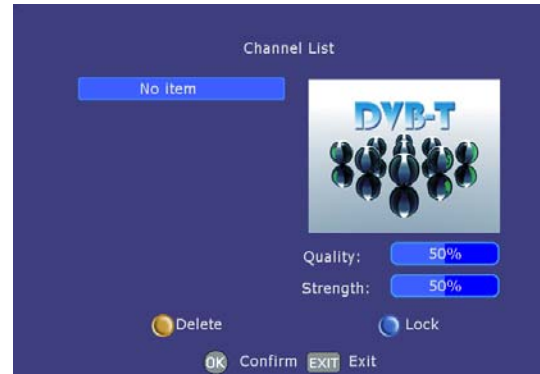 Channel List
No item
DVB-T
Quality: 50%
Strength: 50%
Delete Lock
OK Confirm EXIT Exit